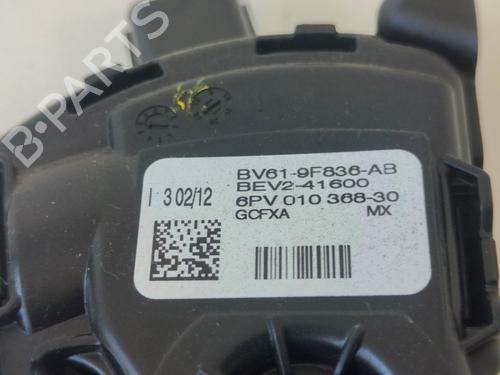 B-PARTS
BV61-9F836-AB
BEV2-41600
I 3 02/12
6PV 010 368-30
GCFXA MX